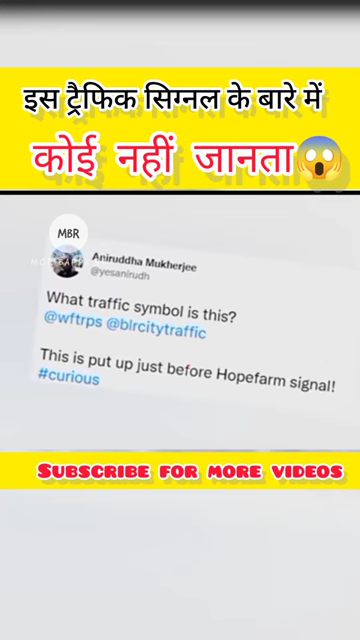 इस ट्रैफिक सिग्नल के बारे में
कोई नहीं जानता😱
MBR
Aniruddha Mukherjee
@yesanirudh
What traffic symbol is this?
@wftrps @blrcitytraffic
This is put up just before Hopefarm signal!
#curious
SUBSCRIBE FOR MORE VIDEOS